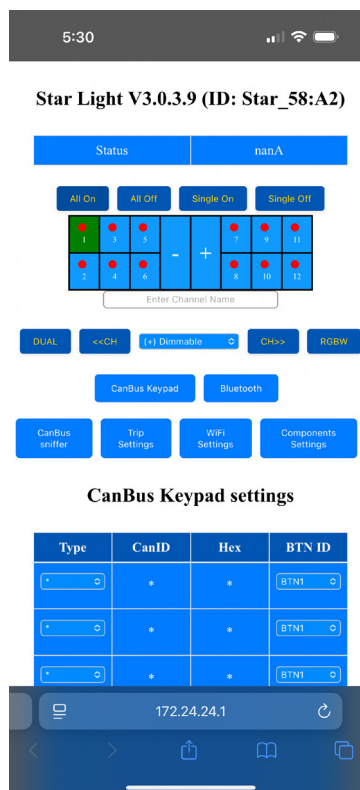 5:30
Star Light V3.0.3.9 (ID: Star_58:A2)
Status nanA
All On All Off Single On Single Off
1 3 5 - + 7 9 11
2 4 6 8 10 12
Enter Channel Name
DUAL <<CH (+) Dimmable CH>> RGBW
CanBus Keypad Bluetooth
CanBus sniffer Trip Settings WiFi Settings Components Settings
CanBus Keypad settings
Type CanID Hex BTN ID
* * * BTN1
* * * BTN1
* * * BTN1
172.24.24.1